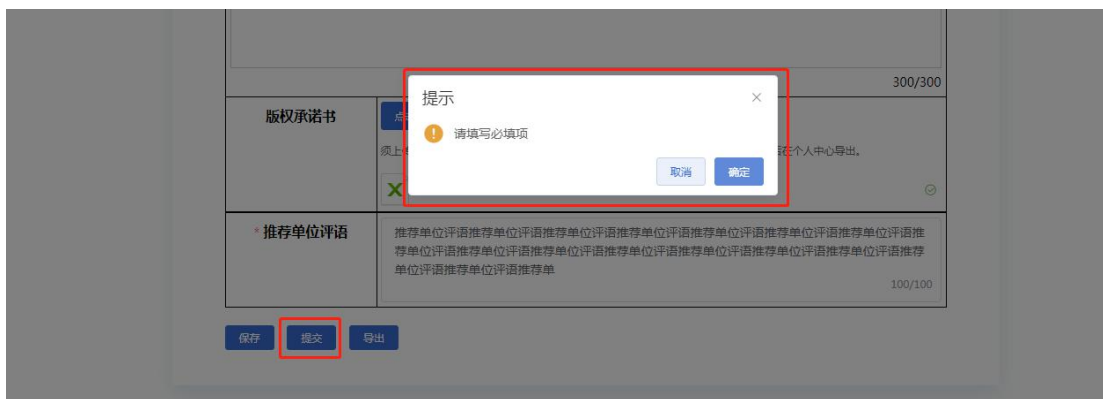 300/300
提示
版权承诺书
点
请填写必填项
须上
在个人中心导出。
取消 确定
X
*推荐单位评语
推荐单位评语推荐单位评语推荐单位评语推荐单位评语推荐单位评语推荐单位评语推荐单位评语推
荐单位评语推荐单位评语推荐单位评语推荐单位评语推荐单位评语推荐单位评语推荐单位评语推荐
单位评语推荐单位评语推荐单
100/100
保存 提交 导出